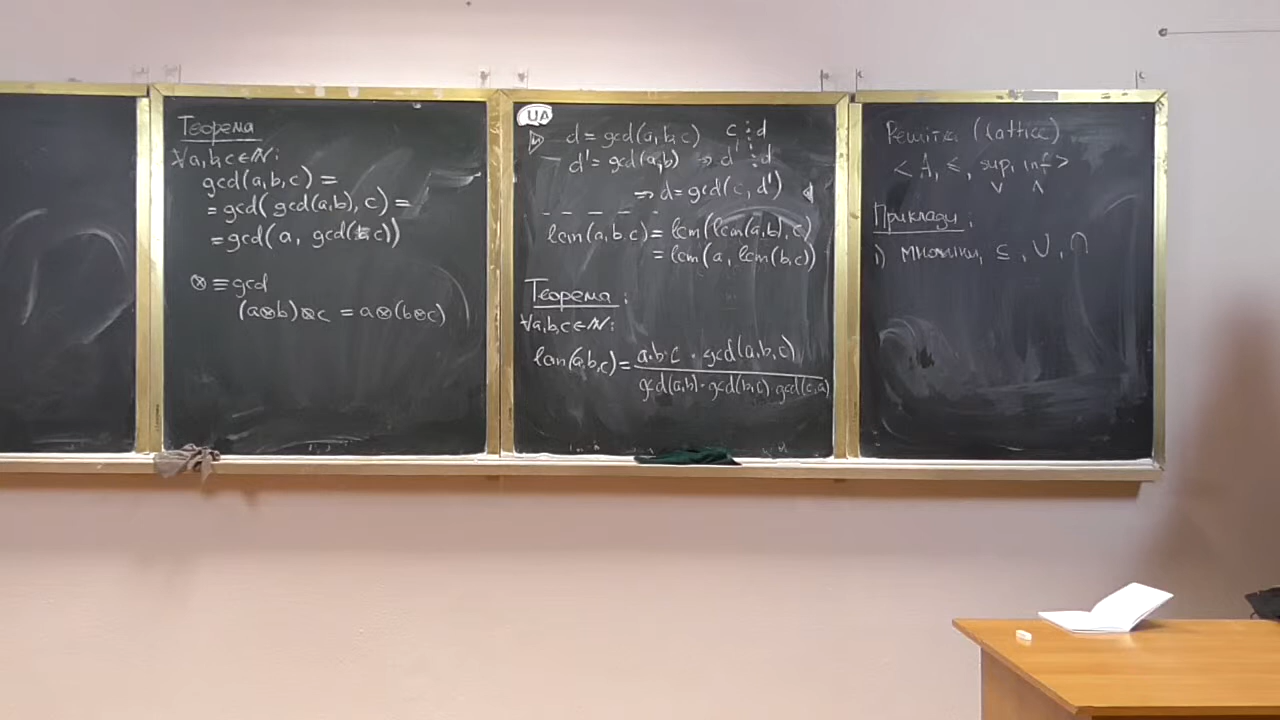 Теорема
∀a,b,c∈ℕ:
gcd(a,b,c) =
= gcd( gcd(a,b), c) =
= gcd( a, gcd(b,c))
⊗ ≡ gcd
(a⊗b)⊗c = a⊗(b⊗c)
UA
▷ d = gcd(a,b,c) c ⋮ d
d' = gcd(a,b) ⇒ d' ⋮ d
⇒ d = gcd(c, d') ◁
lcm(a,b,c) = lcm(lcm(a,b), c)
= lcm(a, lcm(b,c))
Теорема:
∀a,b,c∈ℕ:
lcm(a,b,c) = a·b·c · gcd(a,b,c)
gcd(a,b)·gcd(b,c)·gcd(c,a)
Решітка (lattice)
< A, ≤, sup, inf >
∨ ∧
Приклади:
1) множини, ⊆, ∪, ∩